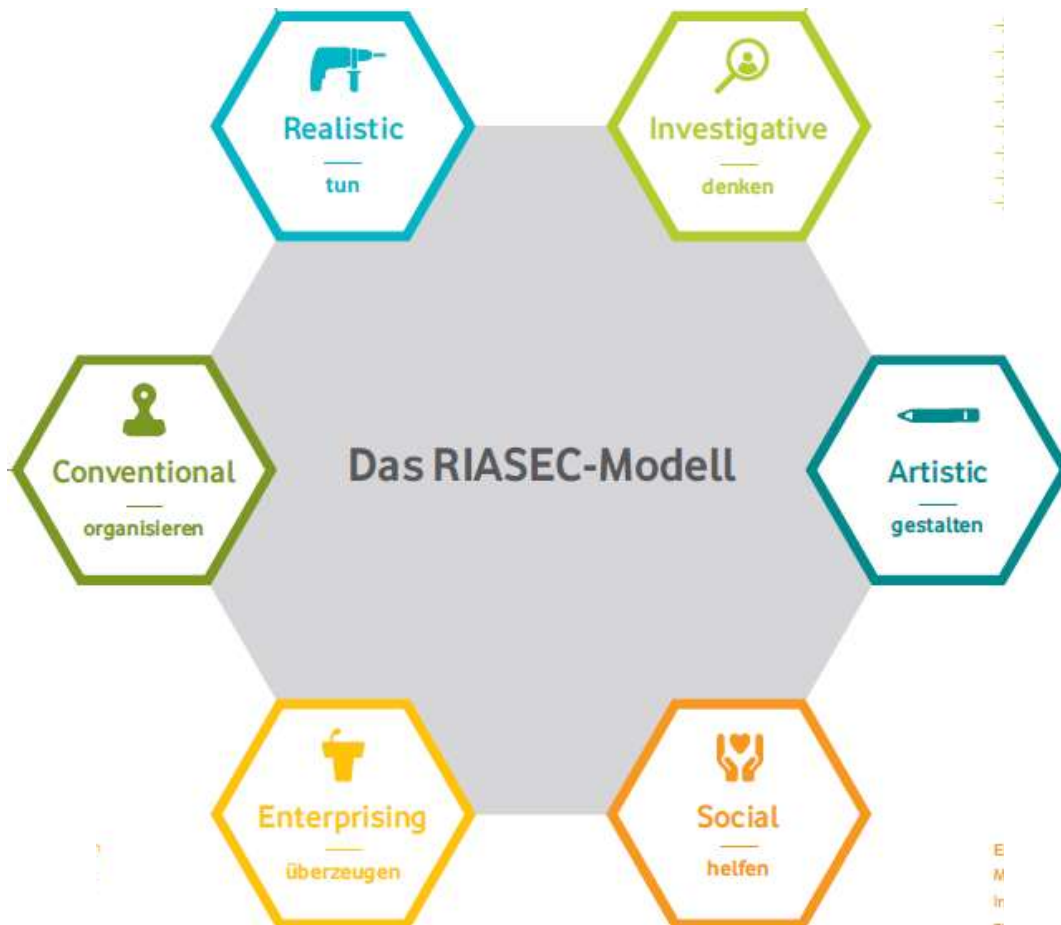 Realistic
tun
Investigative
denken
Conventional
organisieren
Das RIASEC-Modell
Artistic
gestalten
Enterprising
überzeugen
Social
helfen
E
M